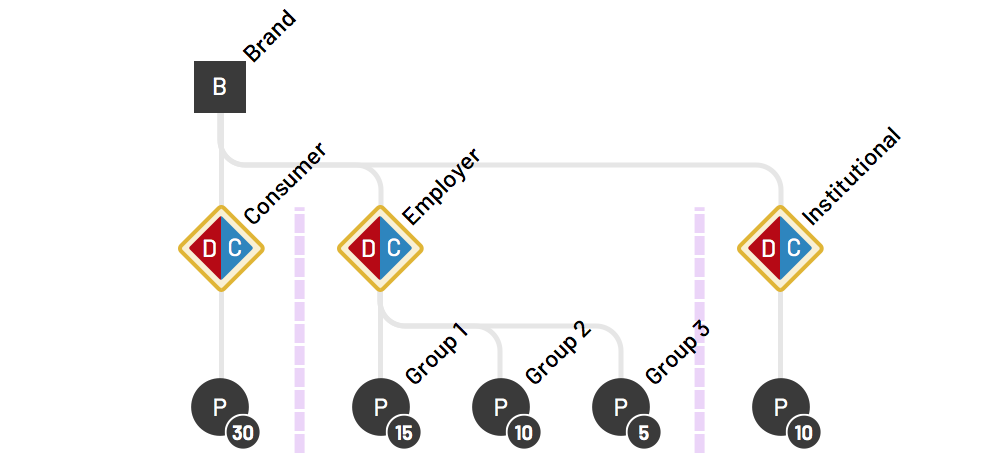 Brand
B
Consumer
Employer
Institutional
D C
D C
D C
Group 1
Group 2
Group 3
P
30
P
15
P
10
P
5
P
10